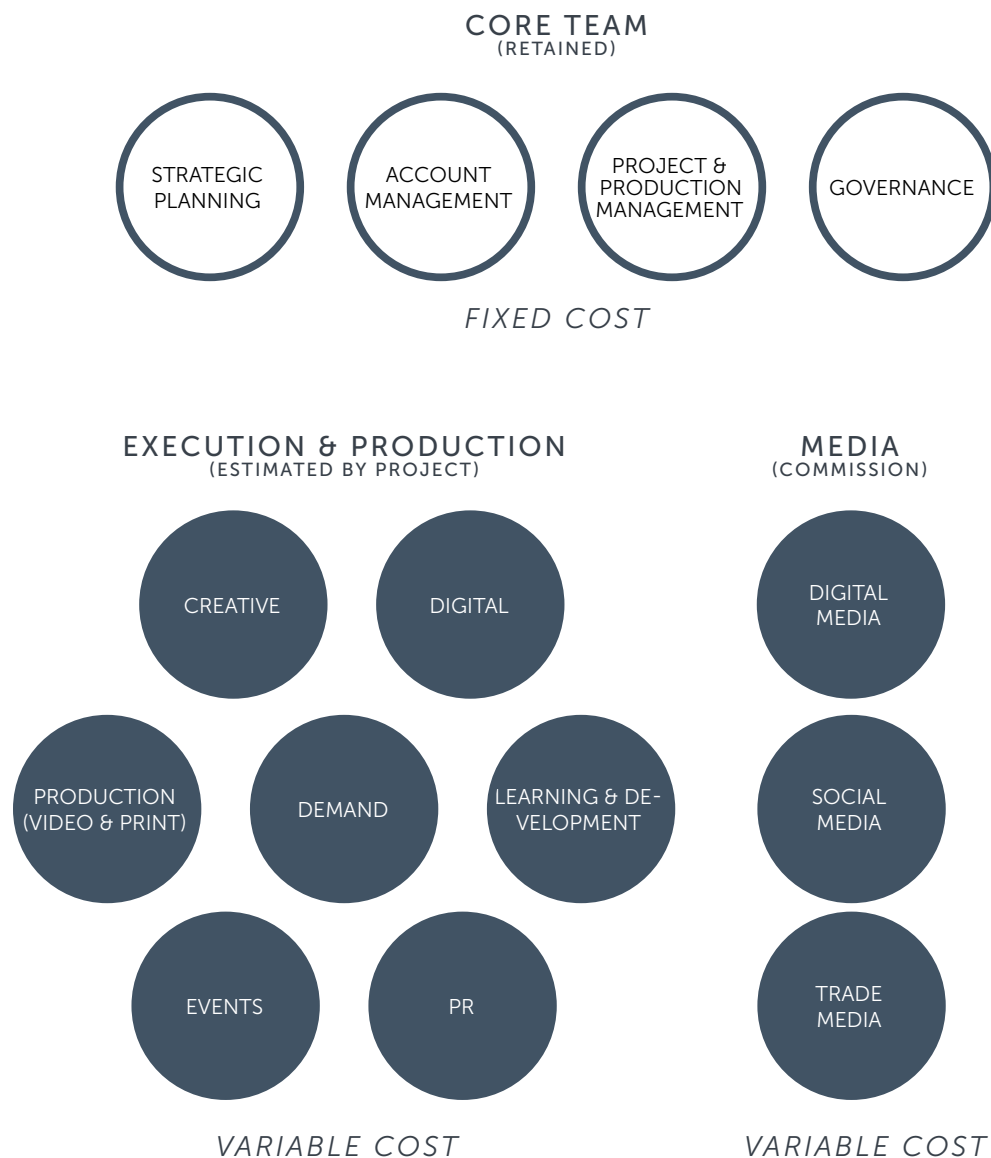 CORE TEAM
(RETAINED)
STRATEGIC
PLANNING
ACCOUNT
MANAGEMENT
PROJECT &
PRODUCTION
MANAGEMENT
GOVERNANCE
FIXED COST
EXECUTION & PRODUCTION
(ESTIMATED BY PROJECT)
CREATIVE
DIGITAL
PRODUCTION
(VIDEO & PRINT)
DEMAND
LEARNING & DE-
VELOPMENT
EVENTS
PR
VARIABLE COST
MEDIA
(COMMISSION)
DIGITAL
MEDIA
SOCIAL
MEDIA
TRADE
MEDIA
VARIABLE COST